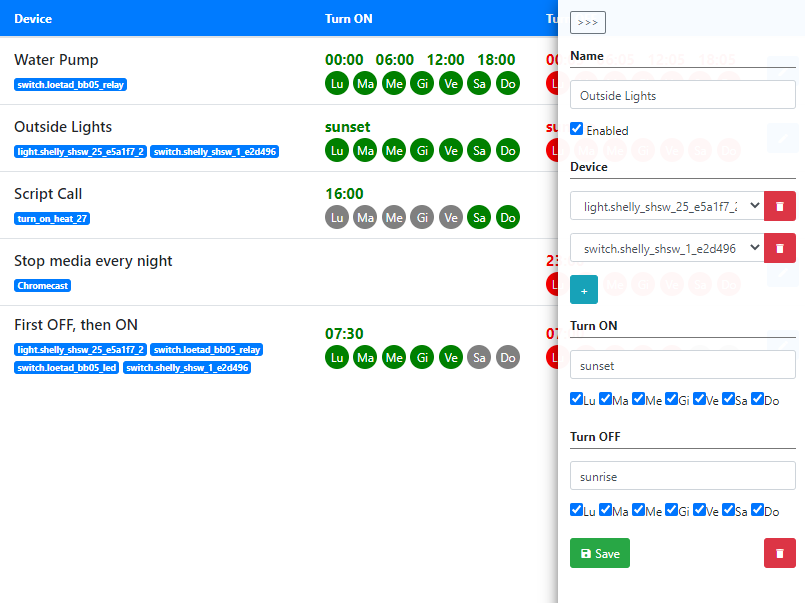 Device Turn ON Tu
Water Pump
00:00 06:00 12:00 18:00 00
switch.loetad_bb05_relay
Lu Ma Me Gi Ve Sa Do L
Outside Lights
sunset su
light.shelly_shsw_25_e5a1f7_2 switch.shelly_shsw_1_e2d496
Lu Ma Me Gi Ve Sa Do L
Script Call
16:00
turn_on_heat_27
Lu Ma Me Gi Ve Sa Do
Stop media every night
23
Chromecast
L
First OFF, then ON
07:30 07
light.shelly_shsw_25_e5a1f7_2 switch.loetad_bb05_relay
switch.loetad_bb05_led switch.shelly_shsw_1_e2d496
Lu Ma Me Gi Ve Sa Do L
>>>
Name
Outside Lights
Enabled
Device
light.shelly_shsw_25_e5a1f7_2
switch.shelly_shsw_1_e2d496
+
Turn ON
sunset
Lu Ma Me Gi Ve Sa Do
Turn OFF
sunrise
Lu Ma Me Gi Ve Sa Do
Save